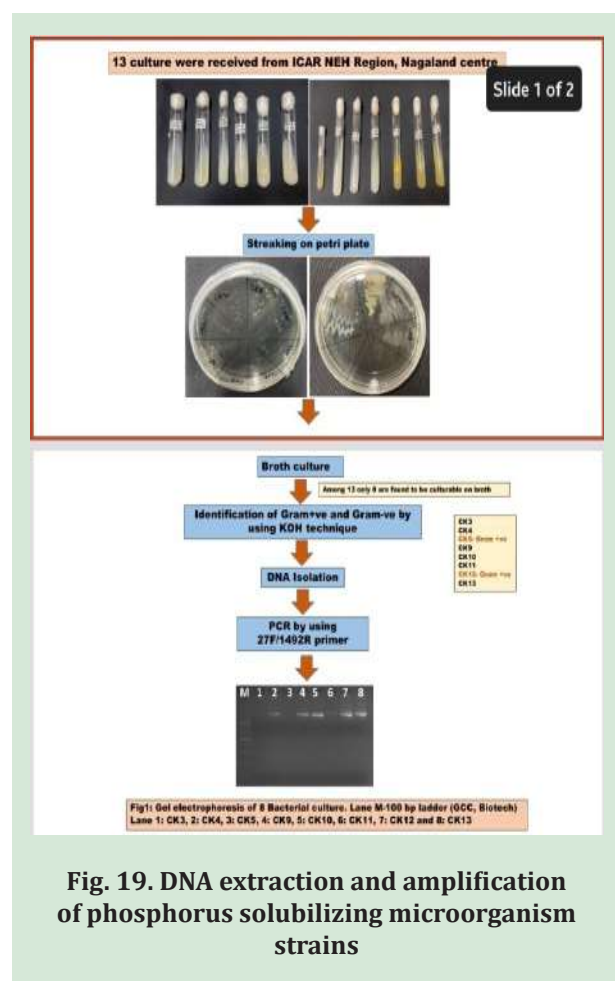 13 culture were received from ICAR NEH Region, Nagaland centre
Slide 1 of 2
Streaking on petri plate
Broth culture
Among 13 only 8 are found to be culturable on broth
Identification of Gram+ve and Gram-ve by
using KOH technique
CK3
CK4
CK5: Gram +ve
CK9
CK10
CK11
CK12: Gram +ve
CK13
DNA Isolation
PCR by using
27F/1492R primer
M 1 2 3 4 5 6 7 8
Fig1: Gel electrophoresis of 8 Bacterial culture. Lane M-100 bp ladder (GCC, Biotech)
Lane 1: CK3, 2: CK4, 3: CK5, 4: CK9, 5: CK10, 6: CK11, 7: CK12 and 8: CK13
Fig. 19. DNA extraction and amplification
of phosphorus solubilizing microorganism
strains